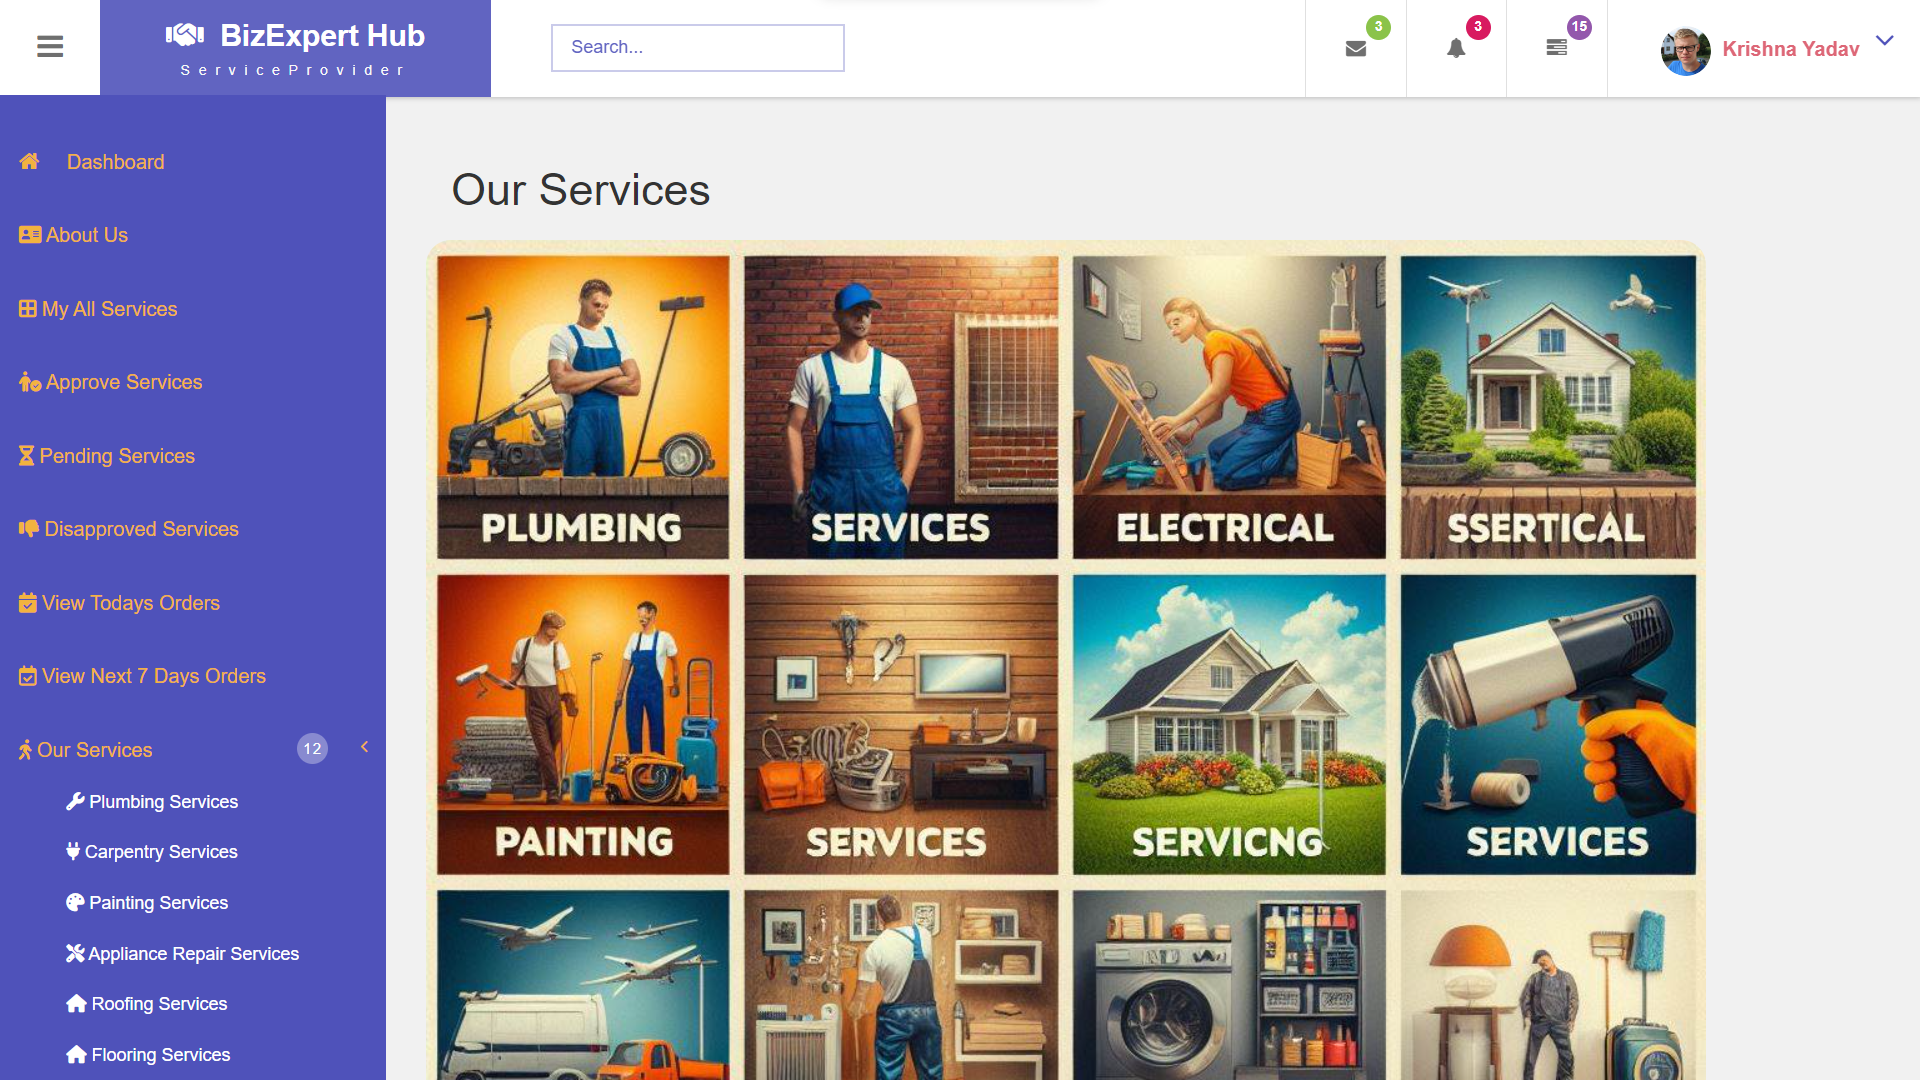 BizExpert Hub
ServiceProvider
Search...
3
3
15
Krishna Yadav
Dashboard
About Us
My All Services
Approve Services
Pending Services
Disapproved Services
View Todays Orders
View Next 7 Days Orders
Our Services 12
Plumbing Services
Carpentry Services
Painting Services
Appliance Repair Services
Roofing Services
Flooring Services
Our Services
PLUMBING
SERVICES
ELECTRICAL
SSERTICAL
PAINTING
SERVICES
SERVICNG
SERVICES